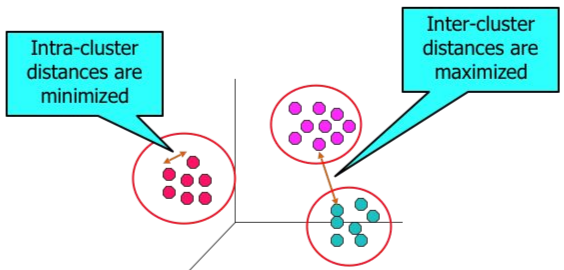 Intra-cluster
distances are
minimized
Inter-cluster
distances are
maximized